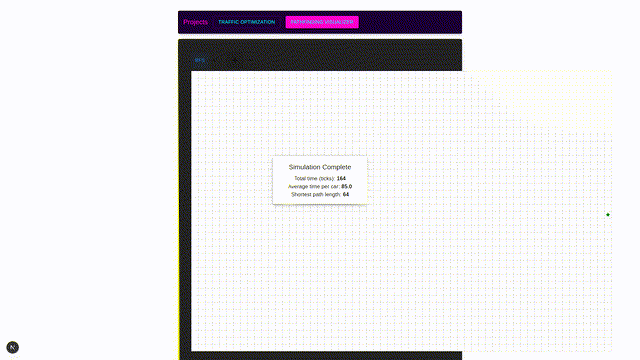 Projects TRAFFIC OPTIMIZATION PATHFINDING VISUALIZER
Simulation Complete
Total time (ticks): 164
Average time per car: 85.0
Shortest path length: 64
N